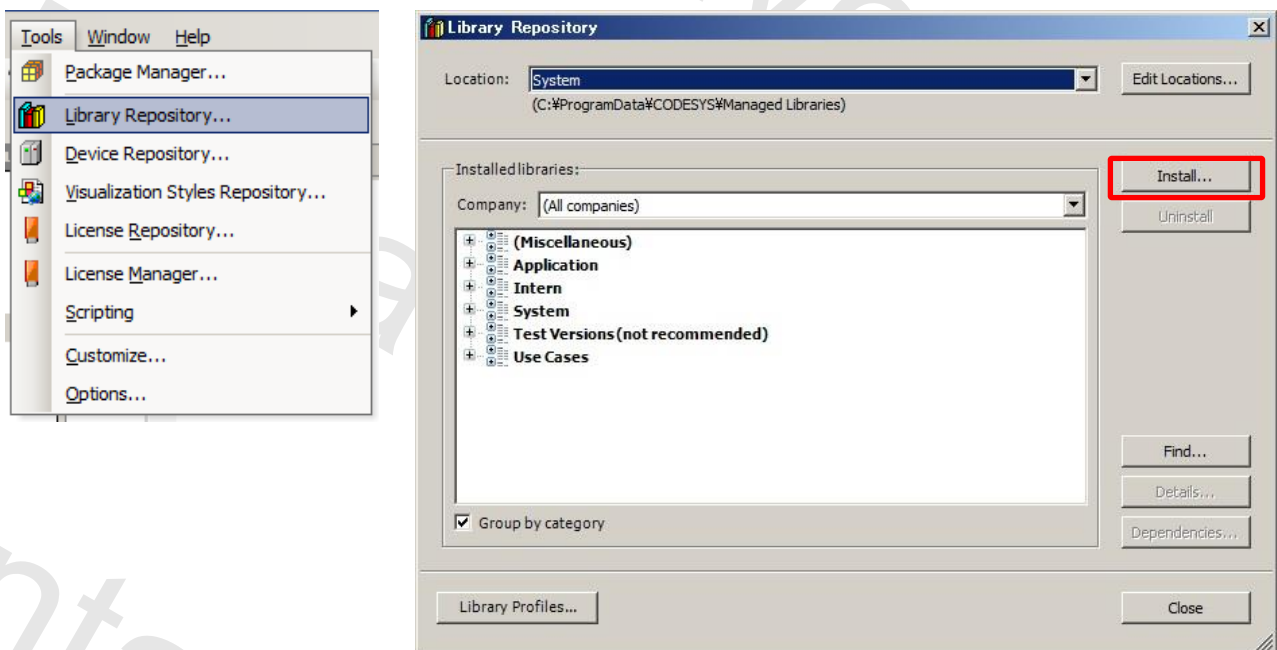 Tools Window Help
Package Manager...
Library Repository...
Device Repository...
Visualization Styles Repository...
License Repository...
License Manager...
Scripting
Customize...
Options...
Library Repository
Location: System Edit Locations...
(C:¥ProgramData¥CODESYS¥Managed Libraries)
Installed libraries:
Install...
Company: (All companies)
Uninstall
(Miscellaneous)
Application
Intern
System
Test Versions (not recommended)
Use Cases
Find...
Details...
Group by category
Dependencies...
Library Profiles... Close